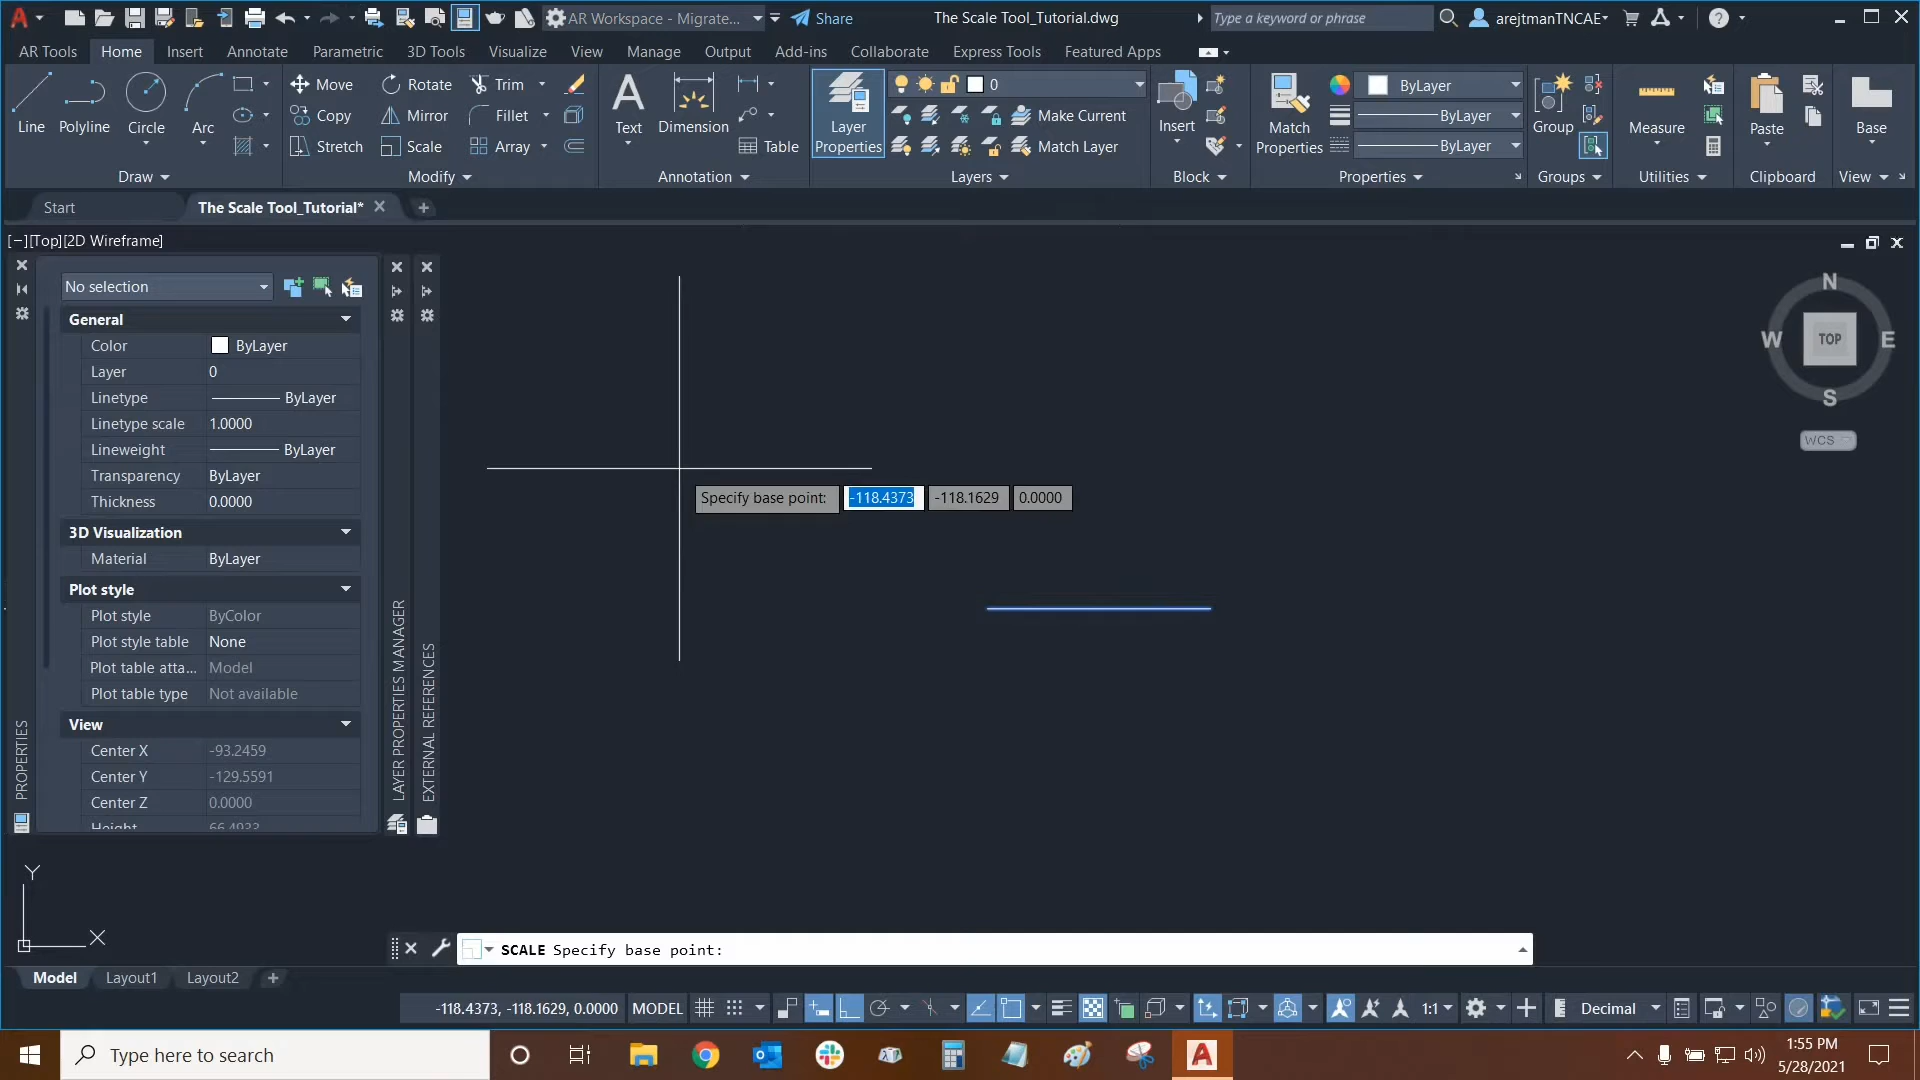 AR Workspace - Migrate... Share The Scale Tool_Tutorial.dwg Type a keyword or phrase arejtmanTNCAE
AR Tools Home Insert Annotate Parametric 3D Tools Visualize View Manage Output Add-ins Collaborate Express Tools Featured Apps
Line Polyline Circle Arc
Move Rotate Trim
Copy Mirror Fillet
Stretch Scale Array
Text Dimension Table
Layer Properties
0
Make Current
Match Layer
Insert
Match Properties
ByLayer
ByLayer
ByLayer
Group Measure Paste Base
Draw Modify Annotation Layers Block Properties Groups Utilities Clipboard View
Start The Scale Tool_Tutorial*
[−][Top][2D Wireframe]
No selection
General
Color ByLayer
Layer 0
Linetype ByLayer
Linetype scale 1.0000
Lineweight ByLayer
Transparency ByLayer
Thickness 0.0000
3D Visualization
Material ByLayer
Plot style
Plot style ByColor
Plot style table None
Plot table atta... Model
Plot table type Not available
View
Center X -93.2459
Center Y -129.5591
Center Z 0.0000
Height 66.4933
PROPERTIES
LAYER PROPERTIES MANAGER
EXTERNAL REFERENCES
Specify base point: -118.4373 -118.1629 0.0000
N
W TOP E
S
WCS
Y
X
SCALE Specify base point:
Model Layout1 Layout2
-118.4373, -118.1629, 0.0000 MODEL 1:1 Decimal
Type here to search
1:55 PM
5/28/2021